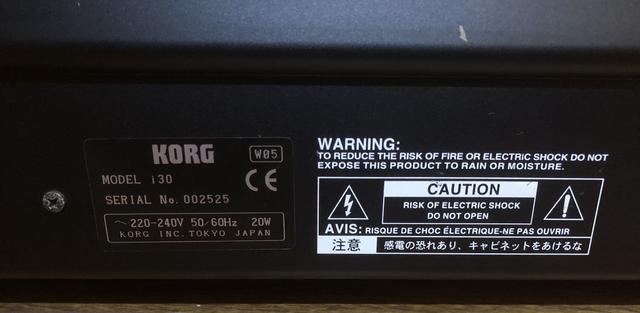 KORG
W05
MODEL i30
SERIAL No. 002525
CE
～220-240V 50/60Hz 20W
KORG INC. TOKYO JAPAN
WARNING:
TO REDUCE THE RISK OF FIRE OR ELECTRIC SHOCK DO NOT
EXPOSE THIS PRODUCT TO RAIN OR MOISTURE.
CAUTION
RISK OF ELECTRIC SHOCK
DO NOT OPEN
AVIS: RISQUE DE CHOC ÉLECTRIQUE-NE PAS OUVRIR
注意 感電の恐れあり、キャビネットをあけるな